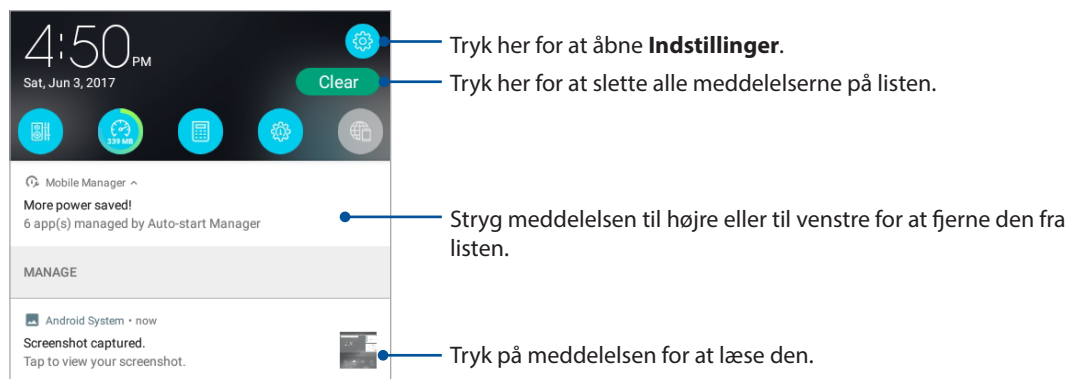 4:50 PM
Tryk her for at åbne Indstillinger.
Sat, Jun 3, 2017
Clear
Tryk her for at slette alle meddelelserne på listen.
339 MB
Mobile Manager
More power saved!
6 app(s) managed by Auto-start Manager
Stryg meddelelsen til højre eller til venstre for at fjerne den fra
listen.
MANAGE
Android System • now
Screenshot captured.
Tap to view your screenshot.
Tryk på meddelelsen for at læse den.